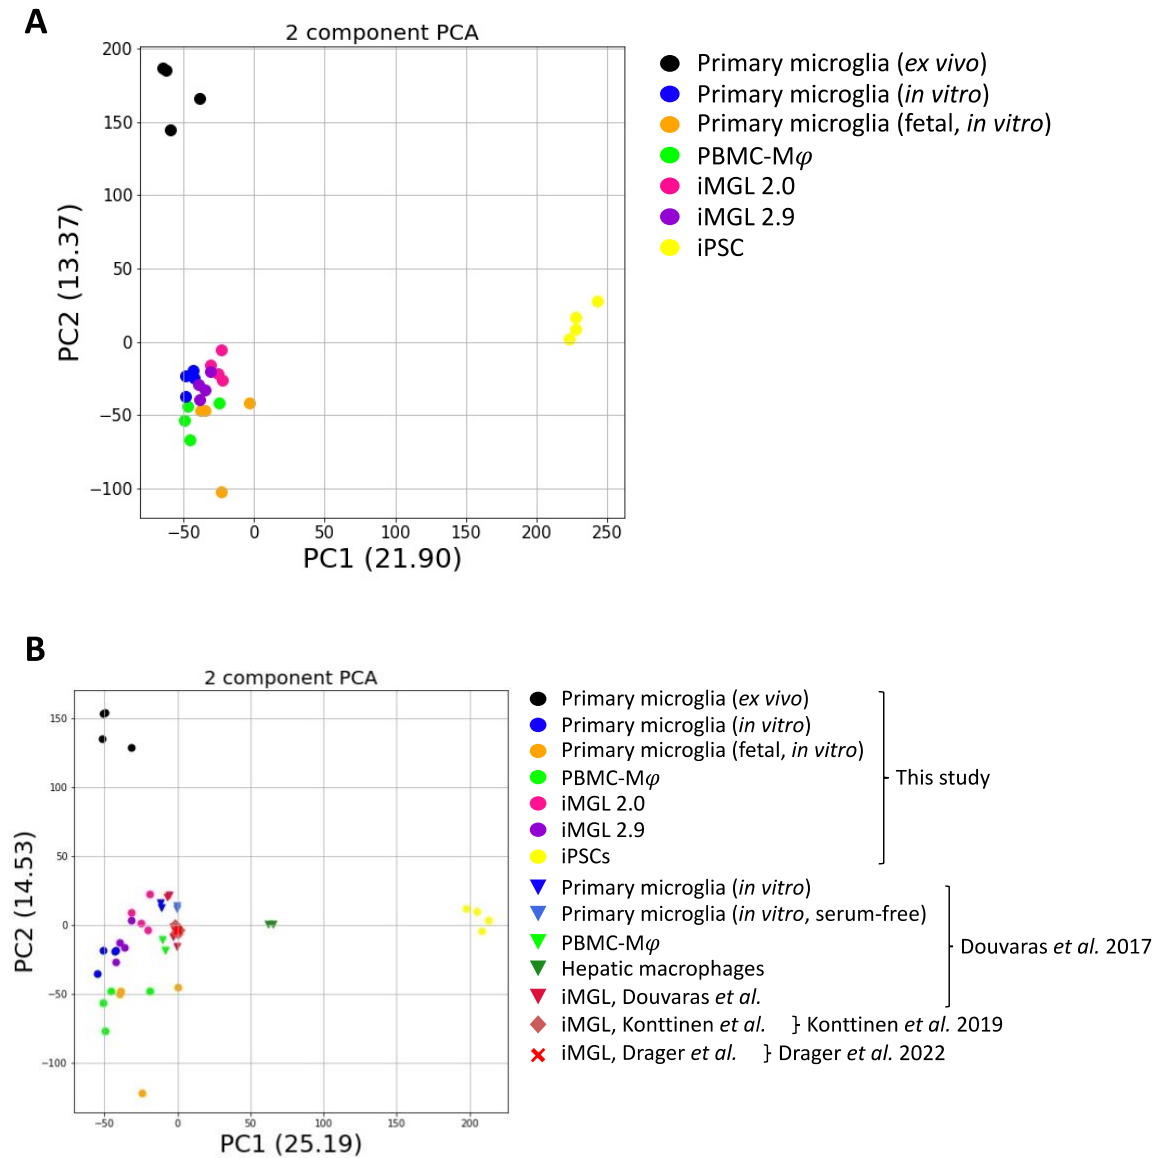 A
2 component PCA
200
150
100
50
0
−50
−100
−50 0 50 100 150 200 250
PC1 (21.90)
PC2 (13.37)
Primary microglia (ex vivo)
Primary microglia (in vitro)
Primary microglia (fetal, in vitro)
PBMC-Mφ
iMGL 2.0
iMGL 2.9
iPSC
B
2 component PCA
150
100
50
0
−50
−100
−50 0 50 100 150 200
PC1 (25.19)
PC2 (14.53)
Primary microglia (ex vivo)
Primary microglia (in vitro)
Primary microglia (fetal, in vitro)
PBMC-Mφ
iMGL 2.0
iMGL 2.9
iPSCs
This study
Primary microglia (in vitro)
Primary microglia (in vitro, serum-free)
PBMC-Mφ
Hepatic macrophages
iMGL, Douvaras et al.
Douvaras et al. 2017
iMGL, Konttinen et al. } Konttinen et al. 2019
iMGL, Drager et al. } Drager et al. 2022